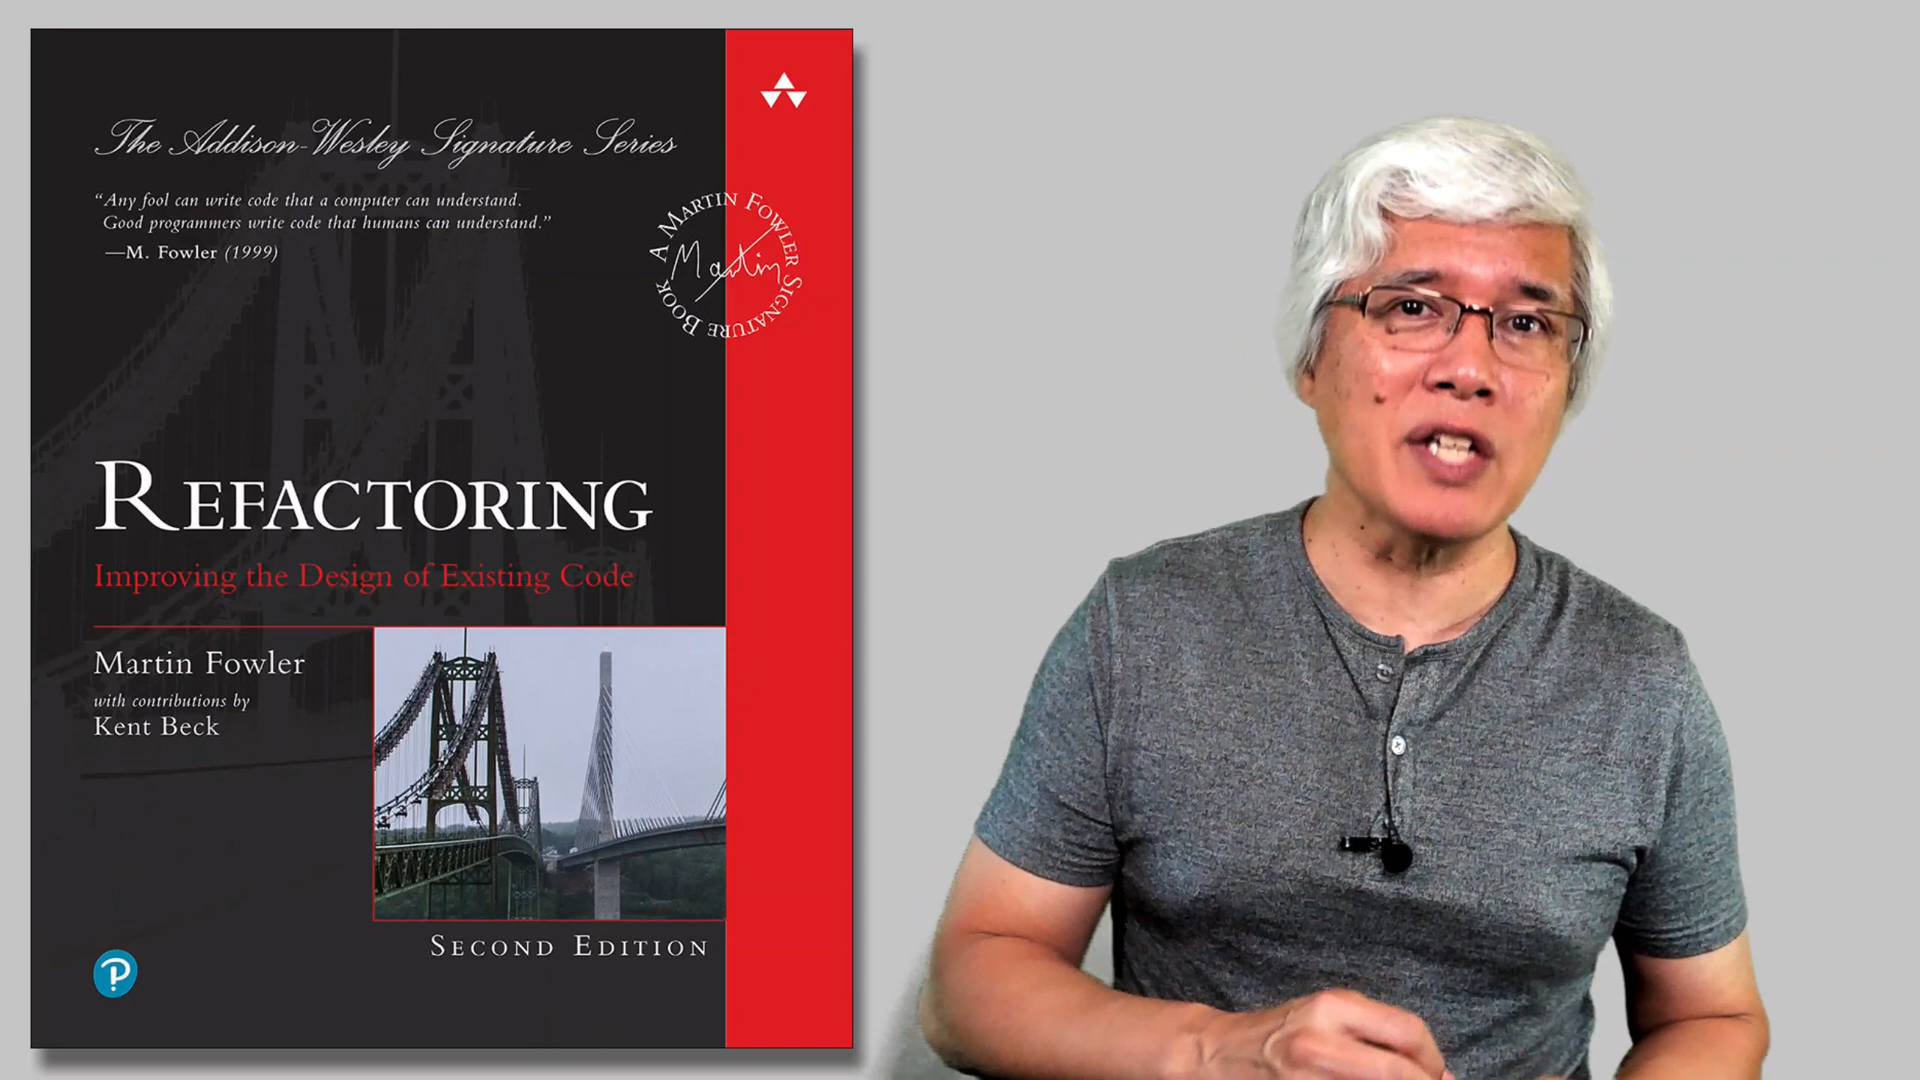 The Addison-Wesley Signature Series
“Any fool can write code that a computer can understand.
Good programmers write code that humans can understand.”
—M. Fowler (1999)
A MARTIN FOWLER SIGNATURE BOOK
Martin
REFACTORING
Improving the Design of Existing Code
Martin Fowler
with contributions by
Kent Beck
SECOND EDITION
P